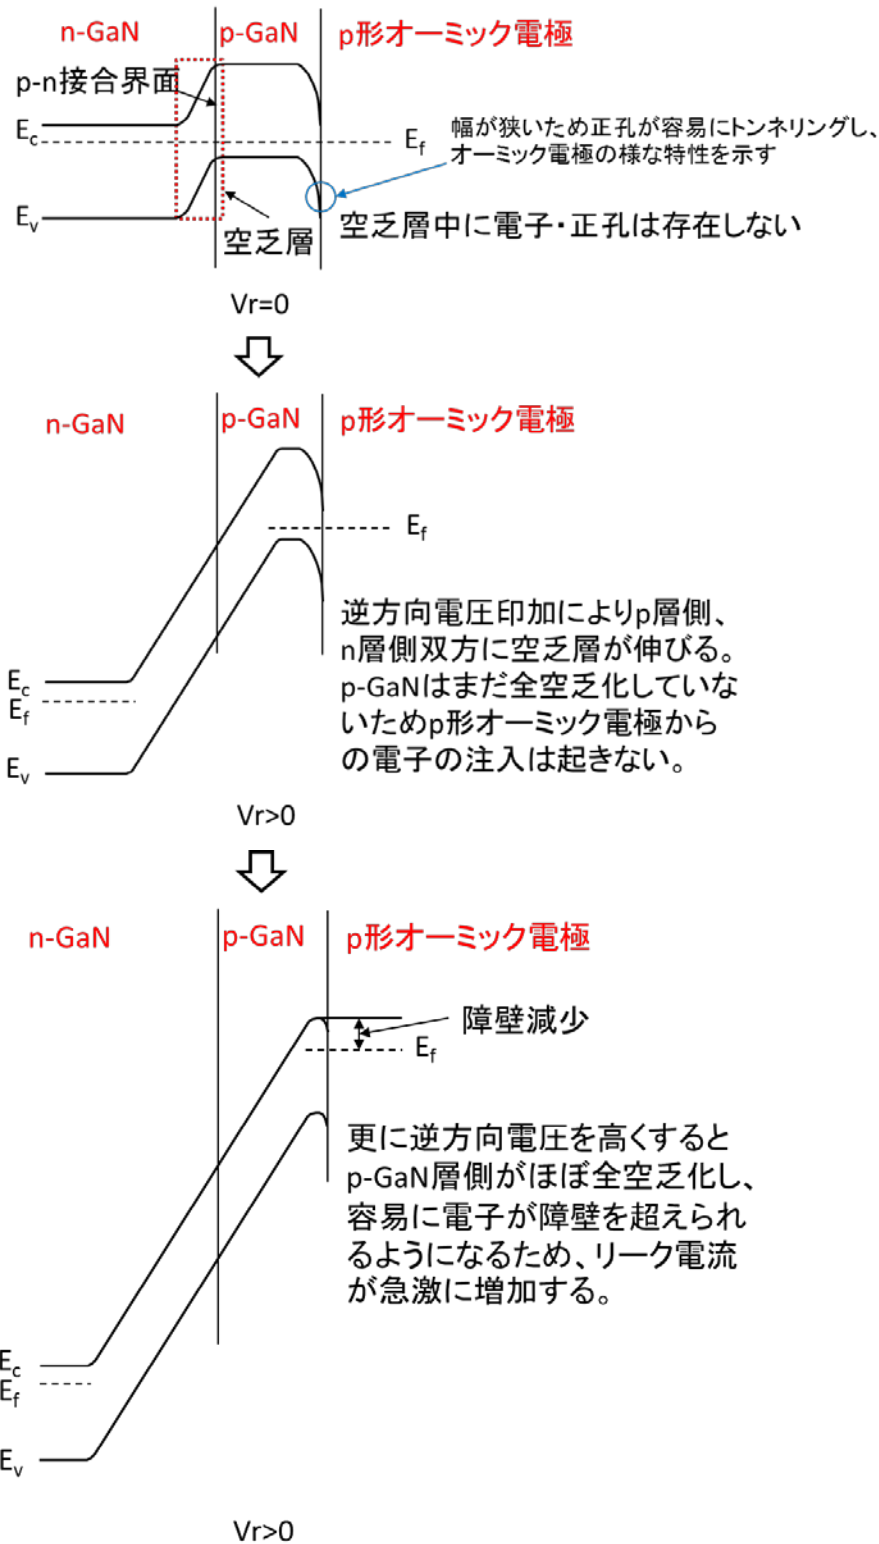 n-GaN
p-GaN
p形オーミック電極
p-n接合界面
Ec
Ef
幅が狭いため正孔が容易にトンネリングし、
オーミック電極の様な特性を示す
Ev
空乏層
空乏層中に電子・正孔は存在しない
Vr=0
n-GaN
p-GaN
p形オーミック電極
Ef
逆方向電圧印加によりp層側、
n層側双方に空乏層が伸びる。
p-GaNはまだ全空乏化していな
いためp形オーミック電極から
の電子の注入は起きない。
Ec
Ef
Ev
Vr>0
n-GaN
p-GaN
p形オーミック電極
障壁減少
Ef
更に逆方向電圧を高くすると
p-GaN層側がほぼ全空乏化し、
容易に電子が障壁を超えられ
るようになるため、リーク電流
が急激に増加する。
Ec
Ef
Ev
Vr>0